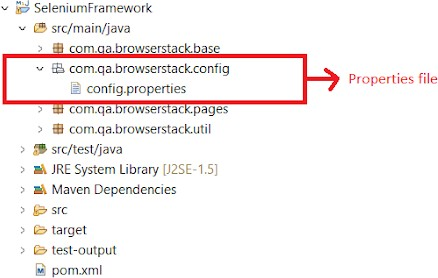 SeleniumFramework
src/main/java
com.qa.browserstack.base
com.qa.browserstack.config
config.properties
Properties file
com.qa.browserstack.pages
com.qa.browserstack.util
src/test/java
JRE System Library [J2SE-1.5]
Maven Dependencies
src
target
test-output
pom.xml